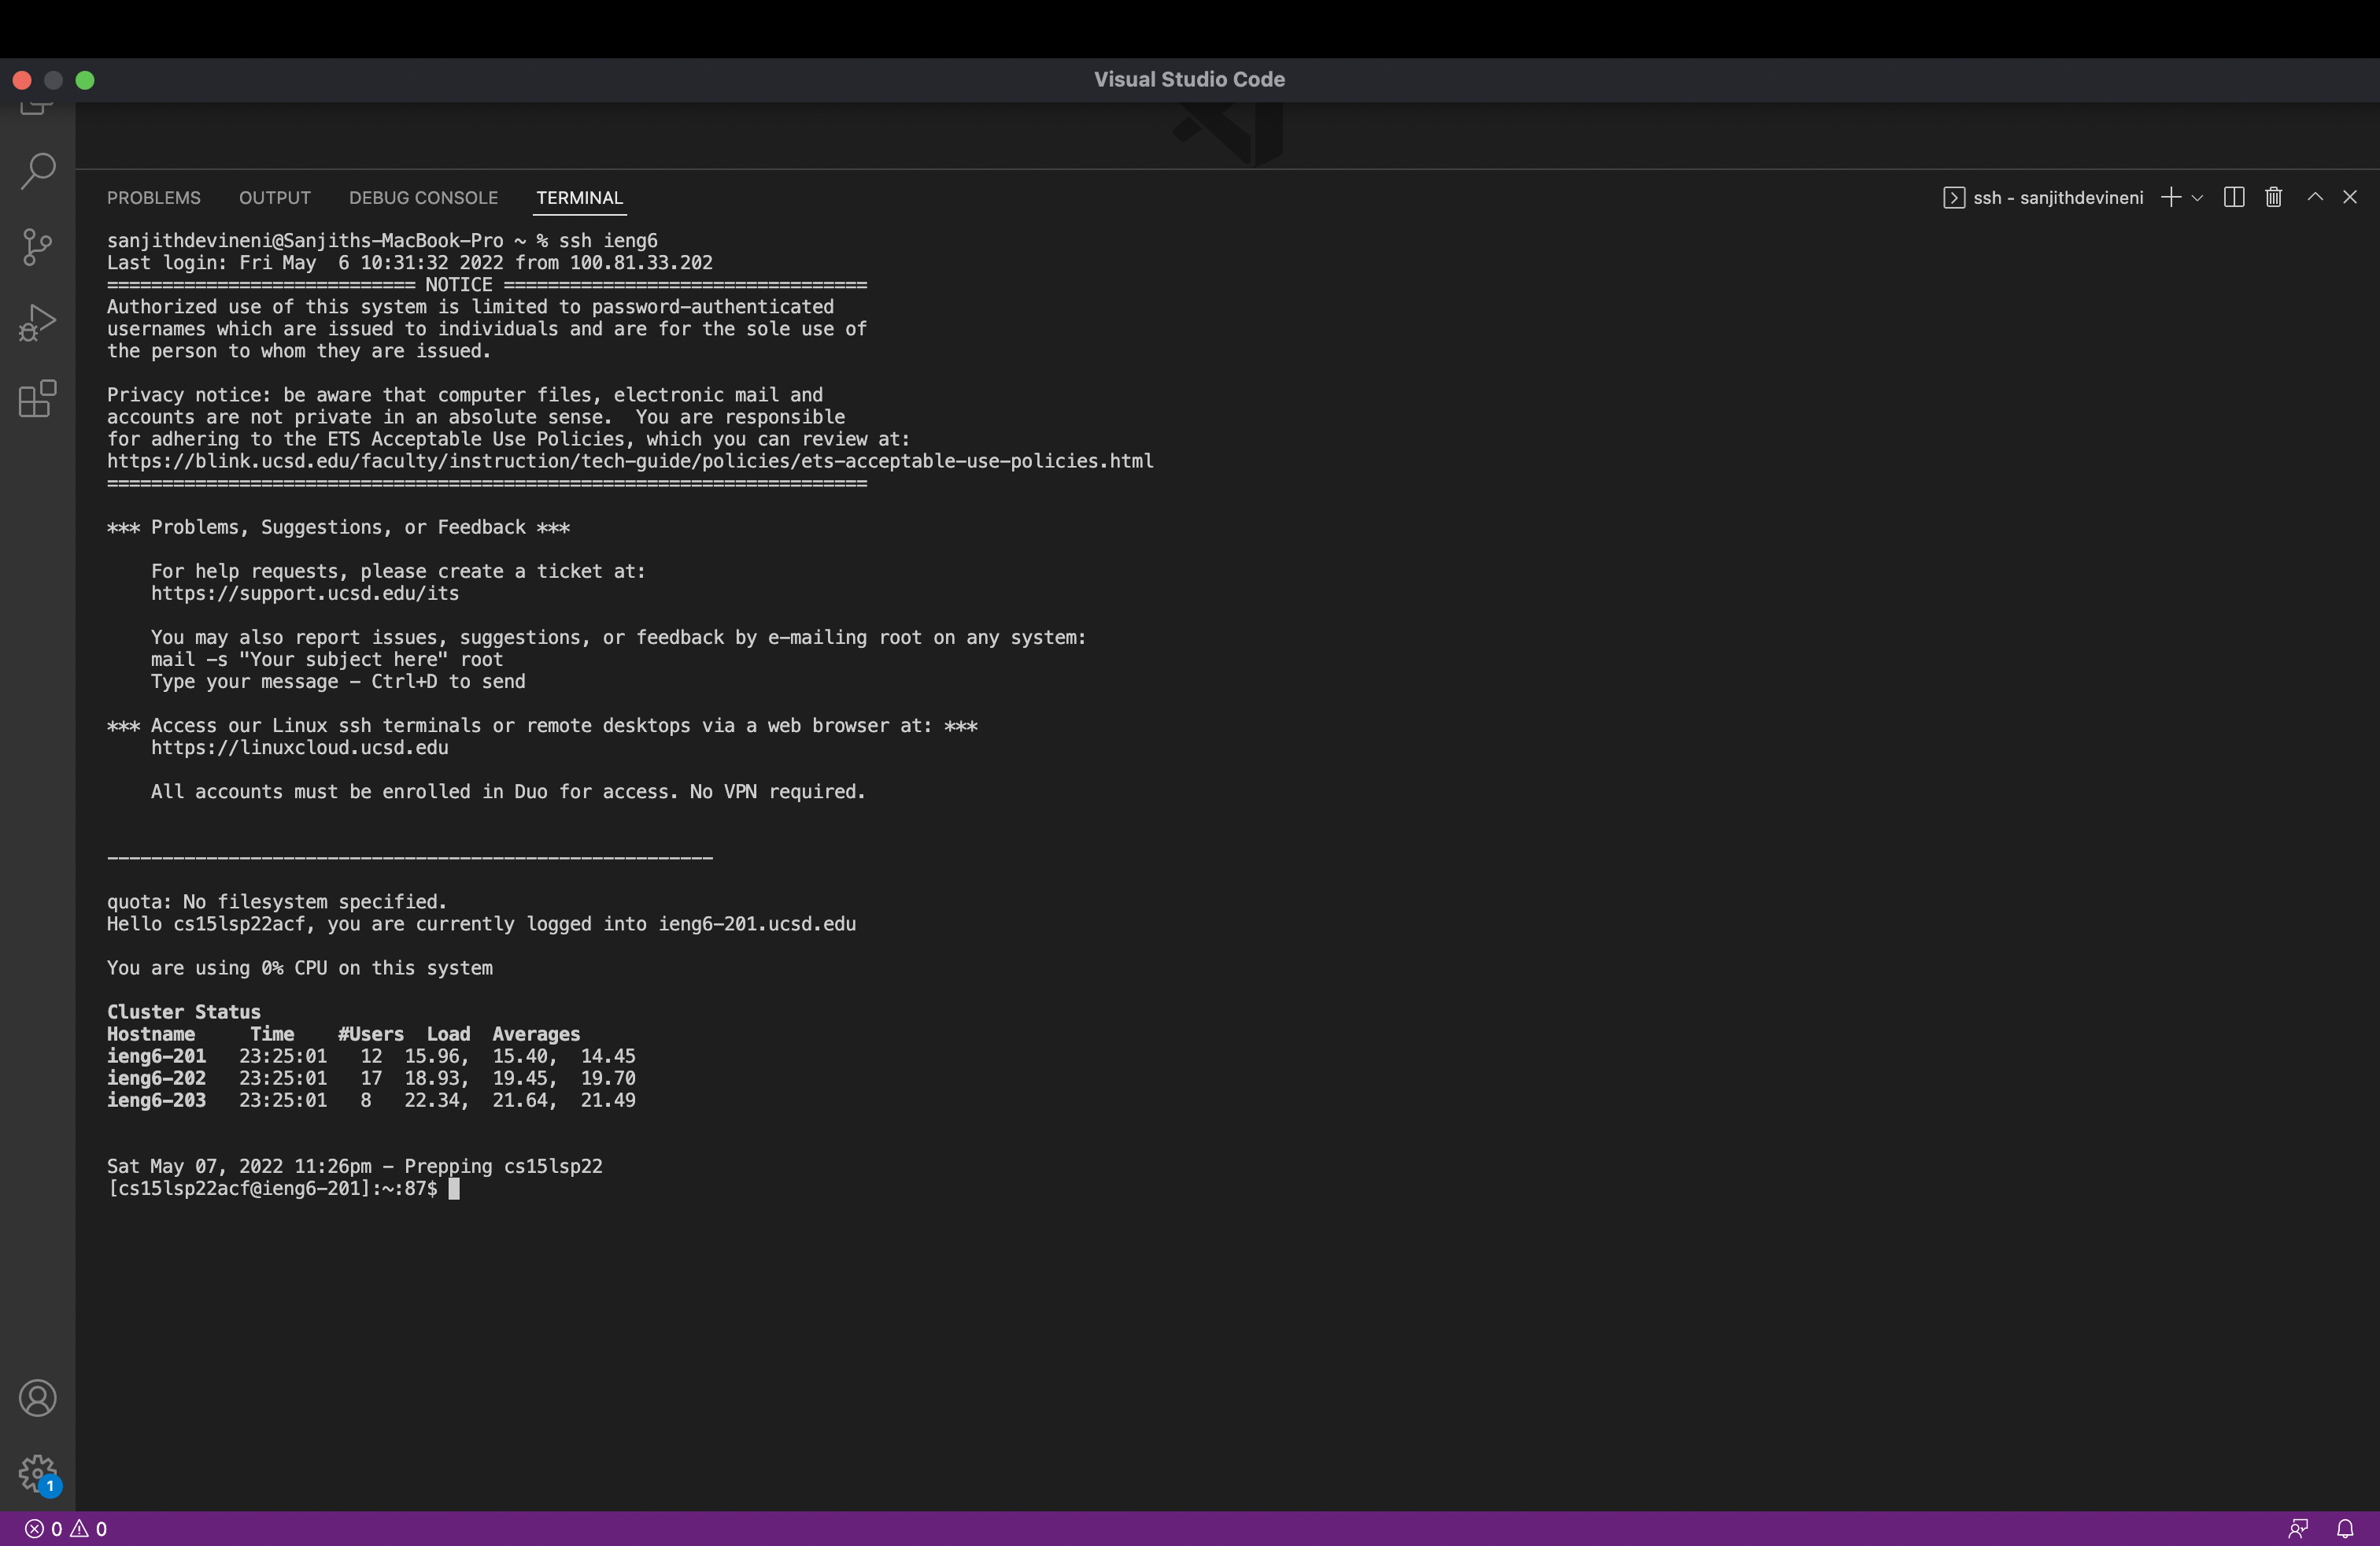 Visual Studio Code
PROBLEMS OUTPUT DEBUG CONSOLE TERMINAL ssh - sanjithdevineni
sanjithdevineni@Sanjiths-MacBook-Pro ~ % ssh ieng6
Last login: Fri May  6 10:31:32 2022 from 100.81.33.202
============================ NOTICE =================================
Authorized use of this system is limited to password-authenticated
usernames which are issued to individuals and are for the sole use of
the person to whom they are issued.
Privacy notice: be aware that computer files, electronic mail and
accounts are not private in an absolute sense.  You are responsible
for adhering to the ETS Acceptable Use Policies, which you can review at:
https://blink.ucsd.edu/faculty/instruction/tech-guide/policies/ets-acceptable-use-policies.html
=====================================================================
*** Problems, Suggestions, or Feedback ***
For help requests, please create a ticket at:
https://support.ucsd.edu/its
You may also report issues, suggestions, or feedback by e-mailing root on any system:
mail -s "Your subject here" root
Type your message - Ctrl+D to send
*** Access our Linux ssh terminals or remote desktops via a web browser at: ***
https://linuxcloud.ucsd.edu
All accounts must be enrolled in Duo for access. No VPN required.
-------------------------------------------------------
quota: No filesystem specified.
Hello cs15lsp22acf, you are currently logged into ieng6-201.ucsd.edu
You are using 0% CPU on this system
Cluster Status
Hostname     Time    #Users  Load  Averages
ieng6-201   23:25:01   12  15.96,  15.40,  14.45
ieng6-202   23:25:01   17  18.93,  19.45,  19.70
ieng6-203   23:25:01   8   22.34,  21.64,  21.49
Sat May 07, 2022 11:26pm - Prepping cs15lsp22
[cs15lsp22acf@ieng6-201]:~:87$
1
0 0